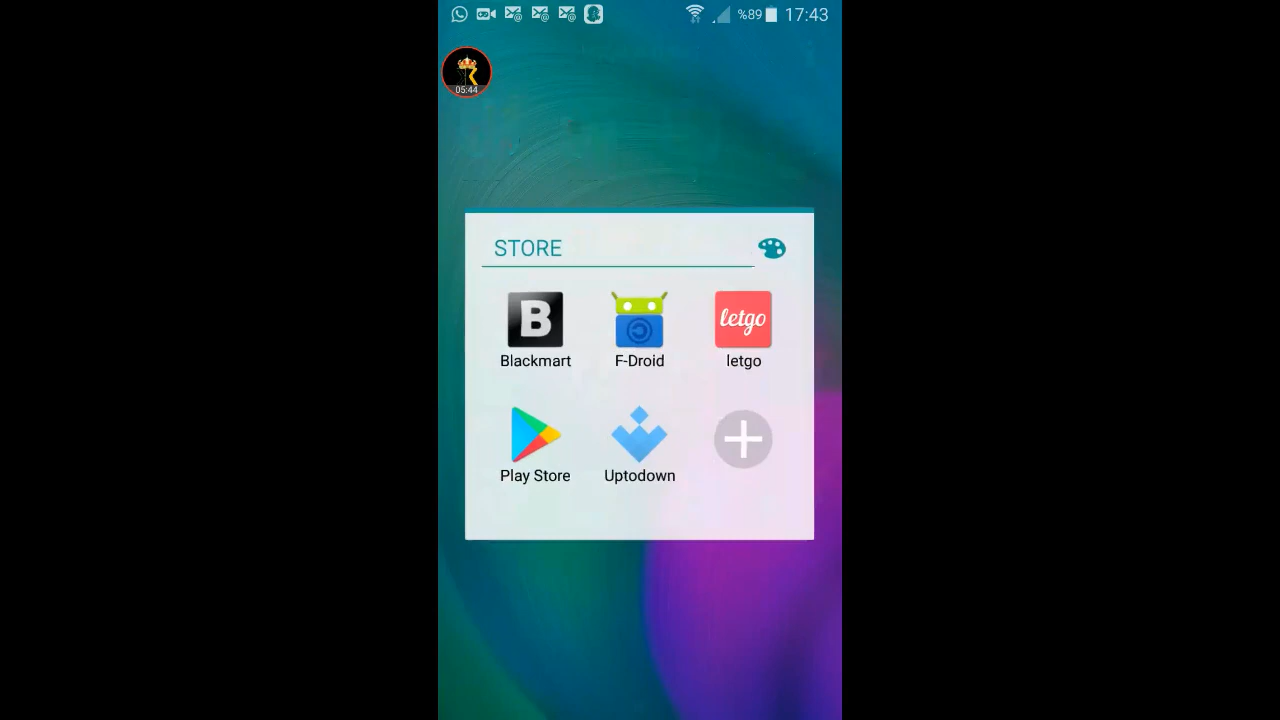 %89 17:43
05:44
STORE
B letgo
Blackmart F-Droid letgo
Play Store Uptodown